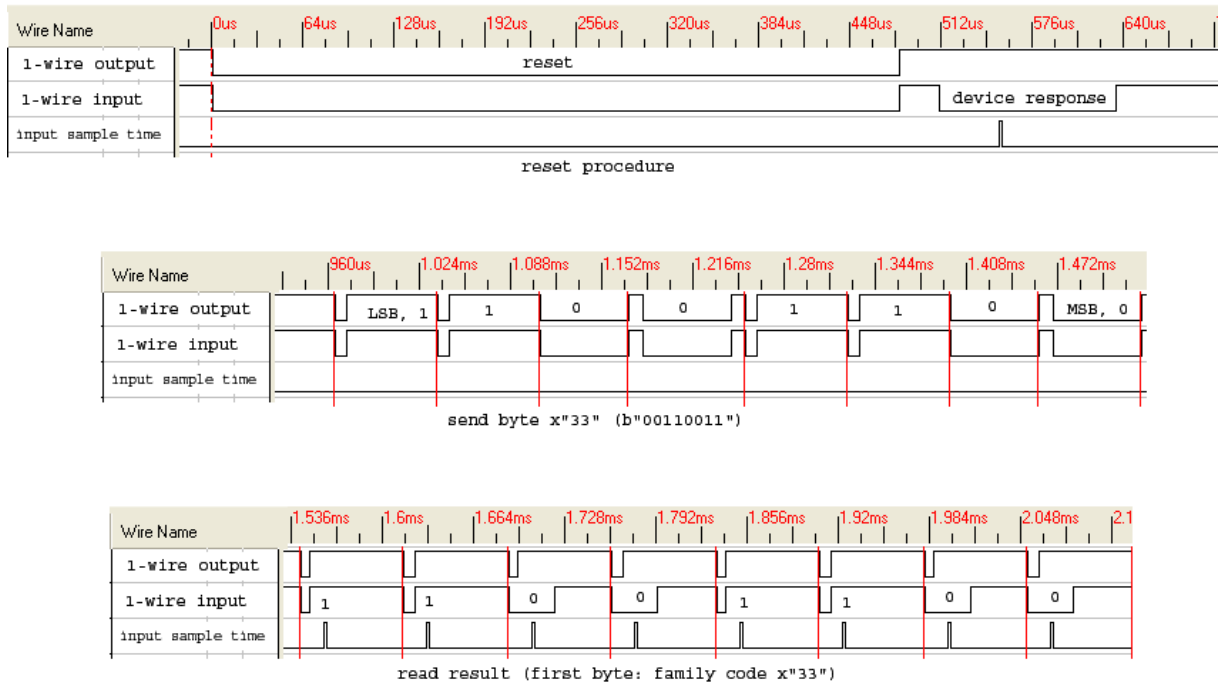 Wire Name 0us 64us 128us 192us 256us 320us 384us 448us 512us 576us 640us
1-wire output reset
1-wire input device response
input sample time
reset procedure
Wire Name 960us 1.024ms 1.088ms 1.152ms 1.216ms 1.28ms 1.344ms 1.408ms 1.472ms
1-wire output LSB, 1 1 0 0 1 1 0 MSB, 0
1-wire input
input sample time
send byte x"33" (b"00110011")
Wire Name 1.536ms 1.6ms 1.664ms 1.728ms 1.792ms 1.856ms 1.92ms 1.984ms 2.048ms 2.1
1-wire output
1-wire input 1 1 0 0 1 1 0 0
input sample time
read result (first byte: family code x"33")